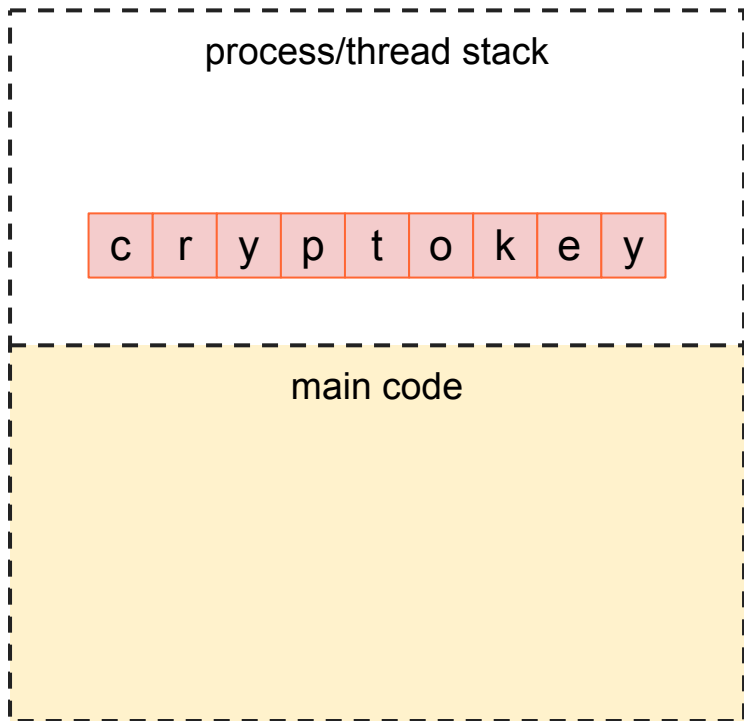 process/thread stack
c r y p t o k e y
main code